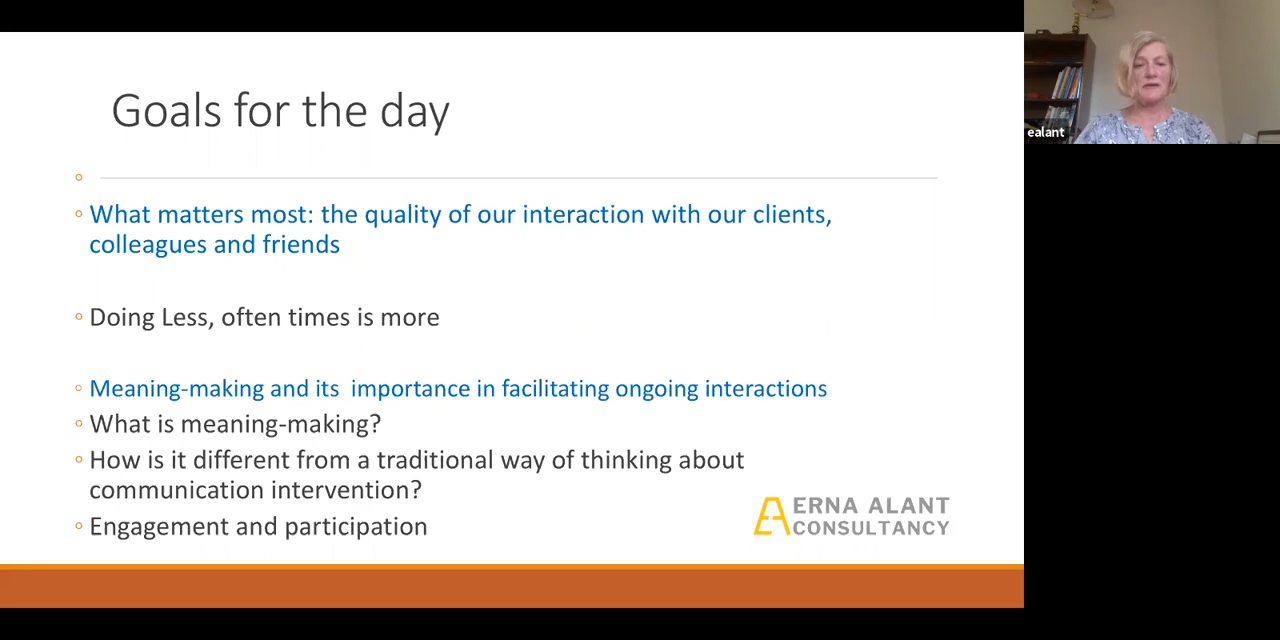 Goals for the day
What matters most: the quality of our interaction with our clients,
colleagues and friends
Doing Less, often times is more
Meaning-making and its importance in facilitating ongoing interactions
What is meaning-making?
How is it different from a traditional way of thinking about
communication intervention?
Engagement and participation
ERNA ALANT
CONSULTANCY
ealant